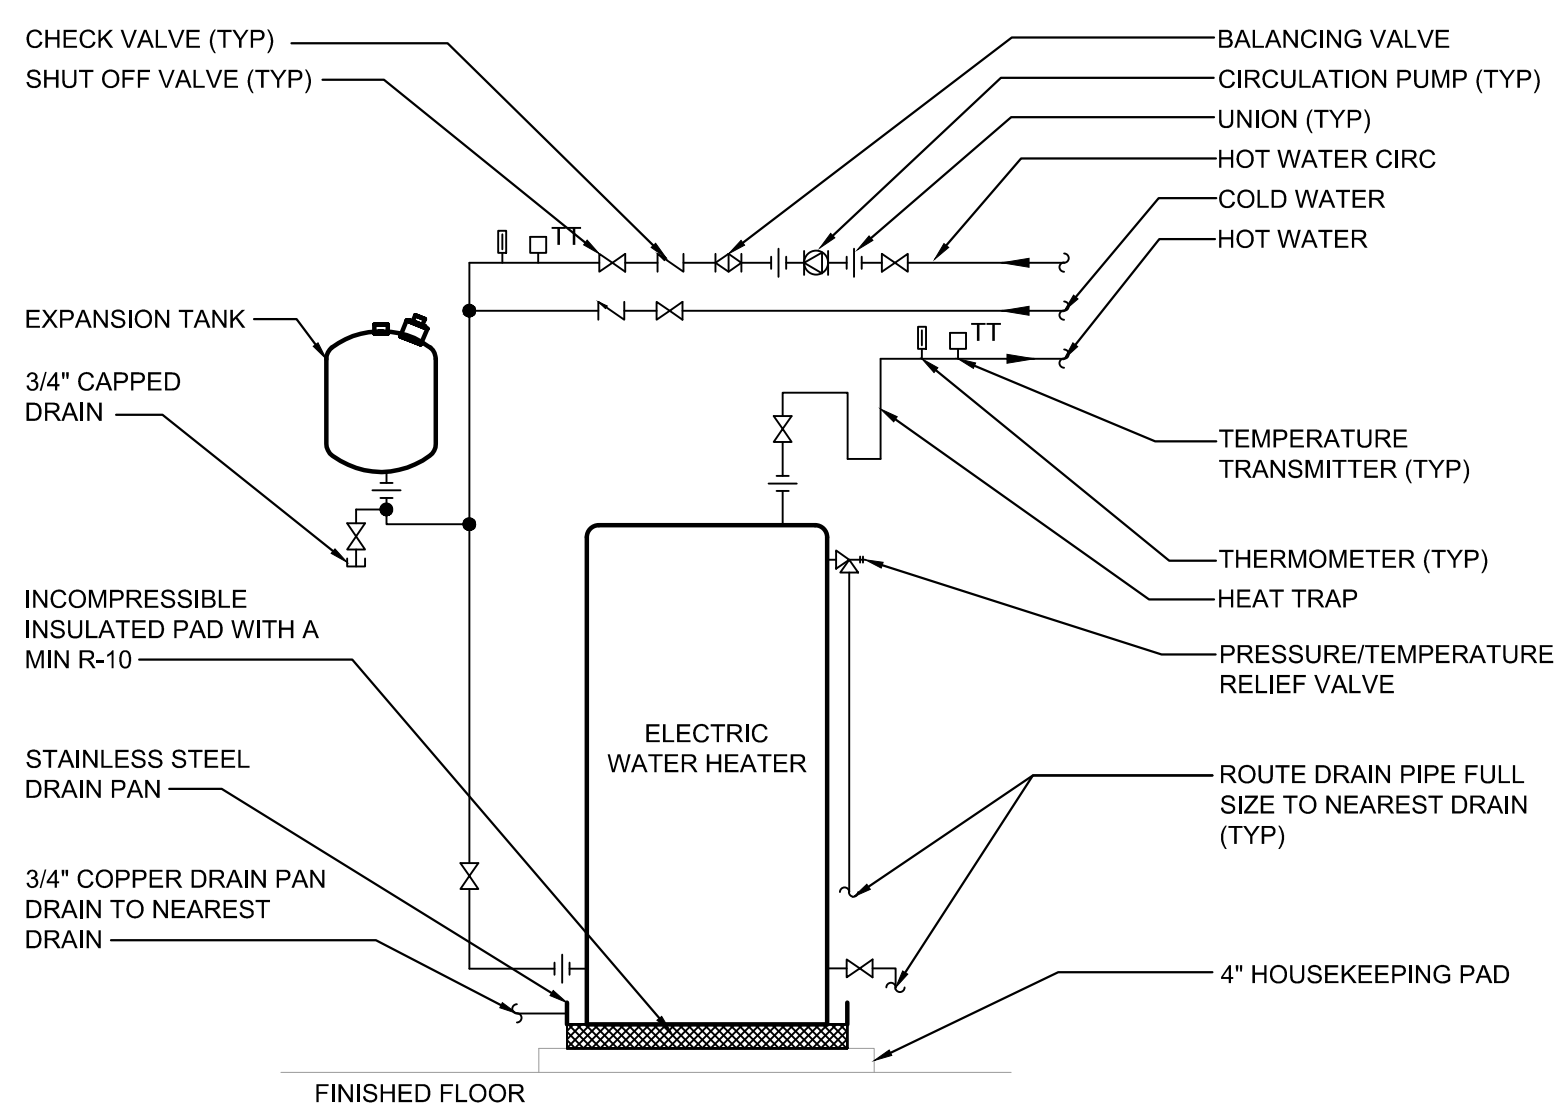 CHECK VALVE (TYP)
SHUT OFF VALVE (TYP)
BALANCING VALVE
CIRCULATION PUMP (TYP)
UNION (TYP)
HOT WATER CIRC
COLD WATER
HOT WATER
TT
EXPANSION TANK
TT
3/4" CAPPED
DRAIN
TEMPERATURE
TRANSMITTER (TYP)
THERMOMETER (TYP)
HEAT TRAP
INCOMPRESSIBLE
INSULATED PAD WITH A
MIN R-10
PRESSURE/TEMPERATURE
RELIEF VALVE
ELECTRIC
WATER HEATER
STAINLESS STEEL
DRAIN PAN
ROUTE DRAIN PIPE FULL
SIZE TO NEAREST DRAIN
(TYP)
3/4" COPPER DRAIN PAN
DRAIN TO NEAREST
DRAIN
4" HOUSEKEEPING PAD
FINISHED FLOOR